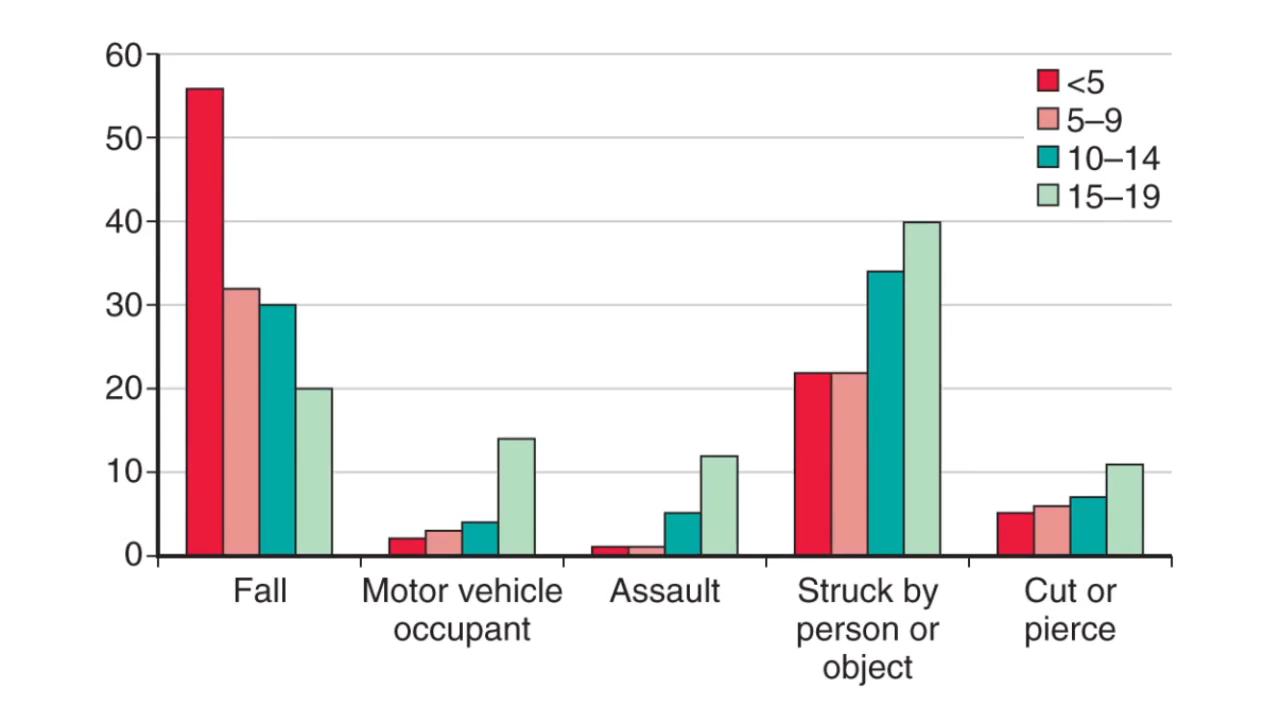 60
50
40
30
20
10
0
<5
5–9
10–14
15–19
Fall
Motor vehicle
occupant
Assault
Struck by
person or
object
Cut or
pierce